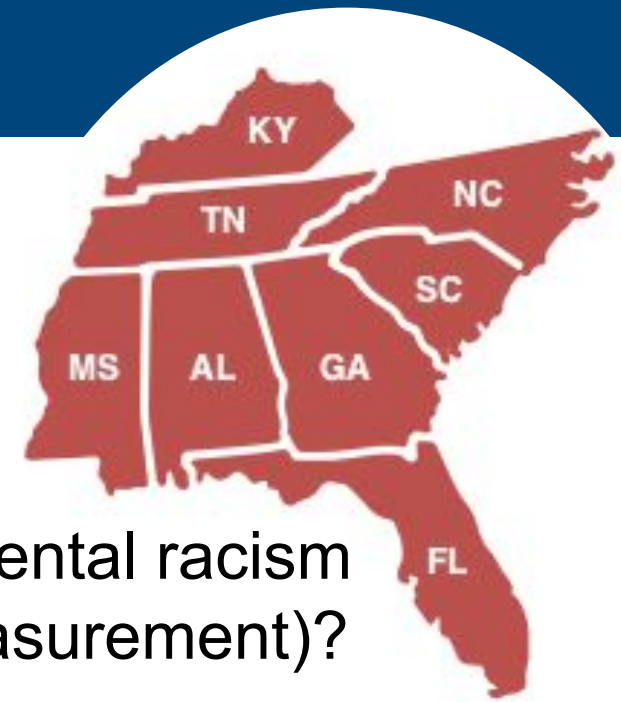 KY
NC
TN
SC
MS AL GA
FL
ental racism
asurement)?